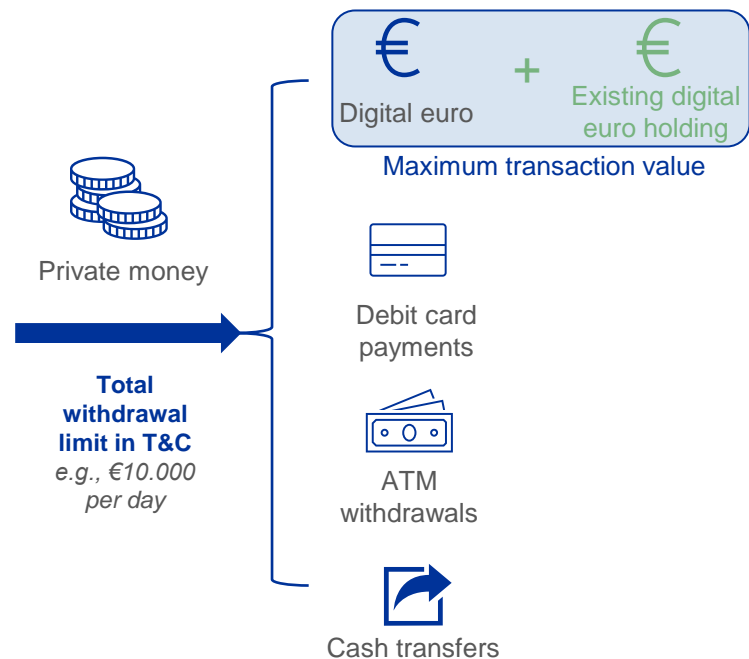 €
+
€
Digital euro
Existing digital
euro holding
Maximum transaction value
Private money
Total
withdrawal
limit in T&C
e.g., €10.000
per day
Debit card
payments
ATM
withdrawals
Cash transfers